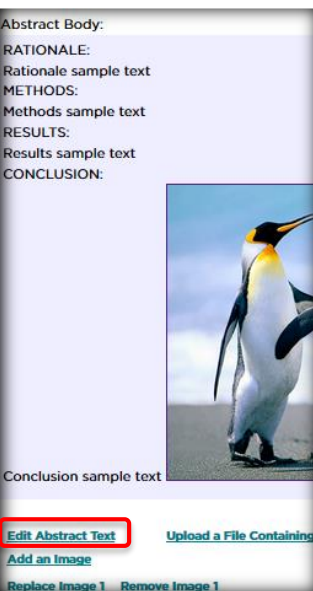 Abstract Body:
RATIONALE:
Rationale sample text
METHODS:
Methods sample text
RESULTS:
Results sample text
CONCLUSION:
Conclusion sample text
Edit Abstract Text Upload a File Containing
Add an Image
Replace Image 1 Remove Image 1